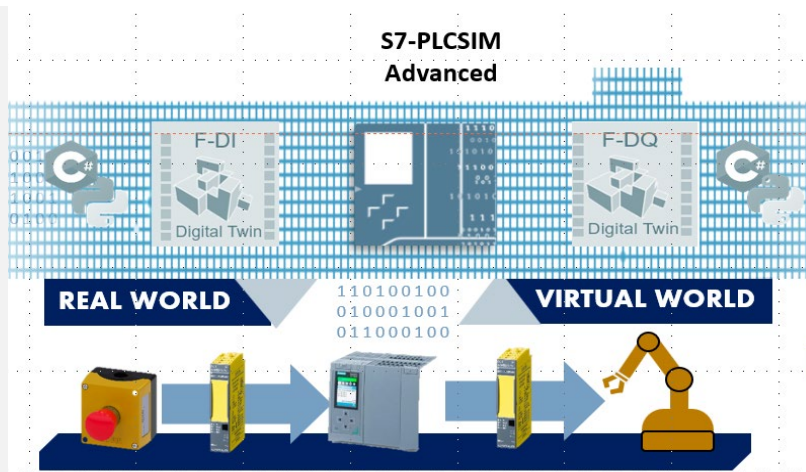 S7-PLCSIM
Advanced
F-DI
F-DQ
C#
C#
Digital Twin
Digital Twin
REAL WORLD
VIRTUAL WORLD
110100100
010001001
011000100